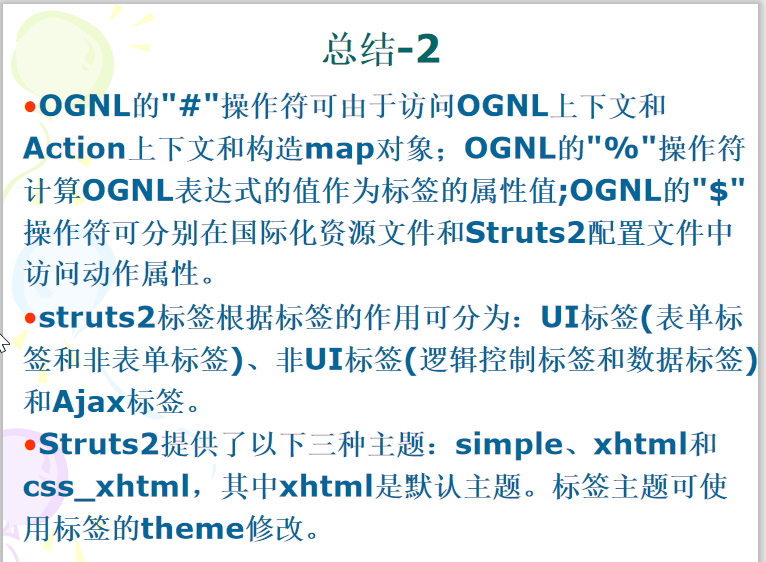 总结-2
•OGNL的"#"操作符可由于访问OGNL上下文和
Action上下文和构造map对象；OGNL的"%"操作符
计算OGNL表达式的值作为标签的属性值;OGNL的"$"
操作符可分别在国际化资源文件和Struts2配置文件中
访问动作属性。
•struts2标签根据标签的作用可分为：UI标签(表单标
签和非表单标签)、非UI标签(逻辑控制标签和数据标签)
和Ajax标签。
•Struts2提供了以下三种主题：simple、xhtml和
css_xhtml，其中xhtml是默认主题。标签主题可使
用标签的theme修改。